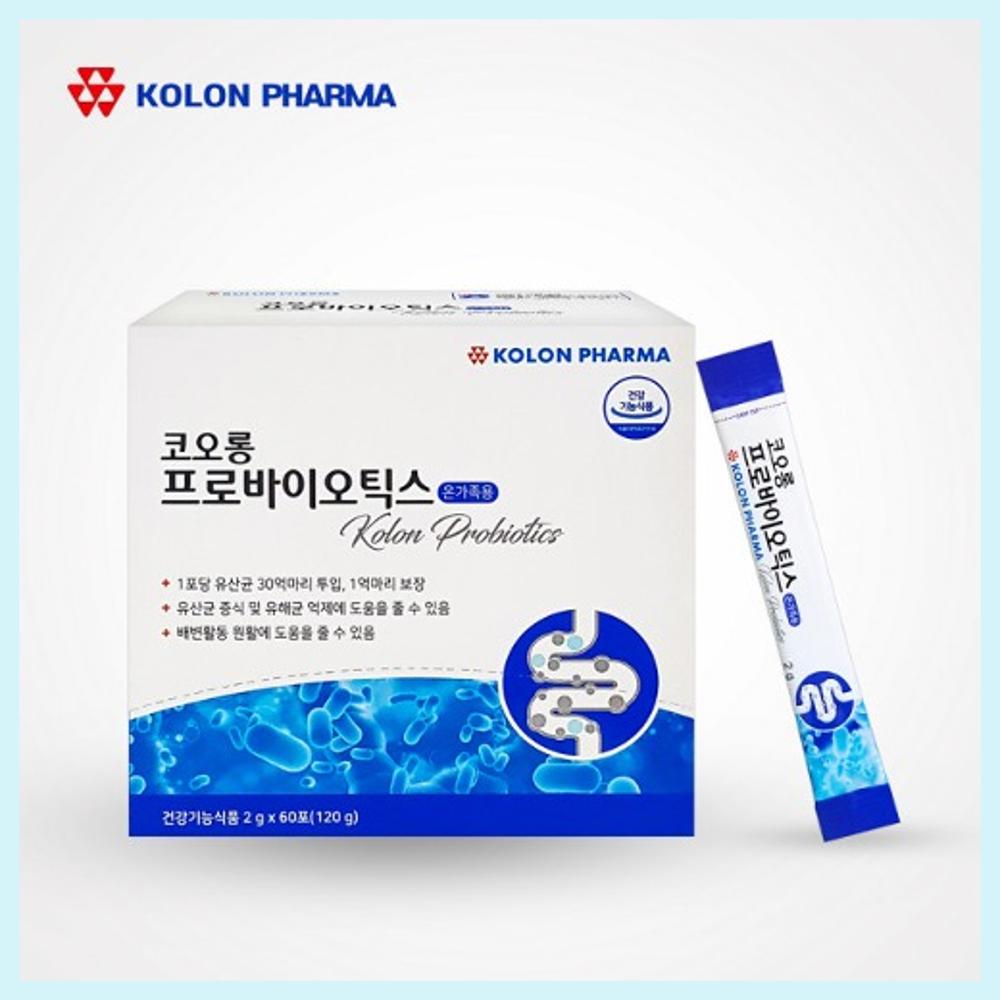 KOLON PHARMA
KOLON PHARMA
건강
기능식품
코오롱
프로바이오틱스 온가족용
Kolon Probiotics
+ 1포당 유산균 30억마리 투입, 1억마리 보장
+ 유산균 증식 및 유해균 억제에 도움을 줄 수 있음
+ 배변활동 원활에 도움을 줄 수 있음
건강기능식품 2 g x 60포(120 g)
코오롱
프로바이오틱스 온가족용
KOLON PHARMA Kolon Probiotics
2 g